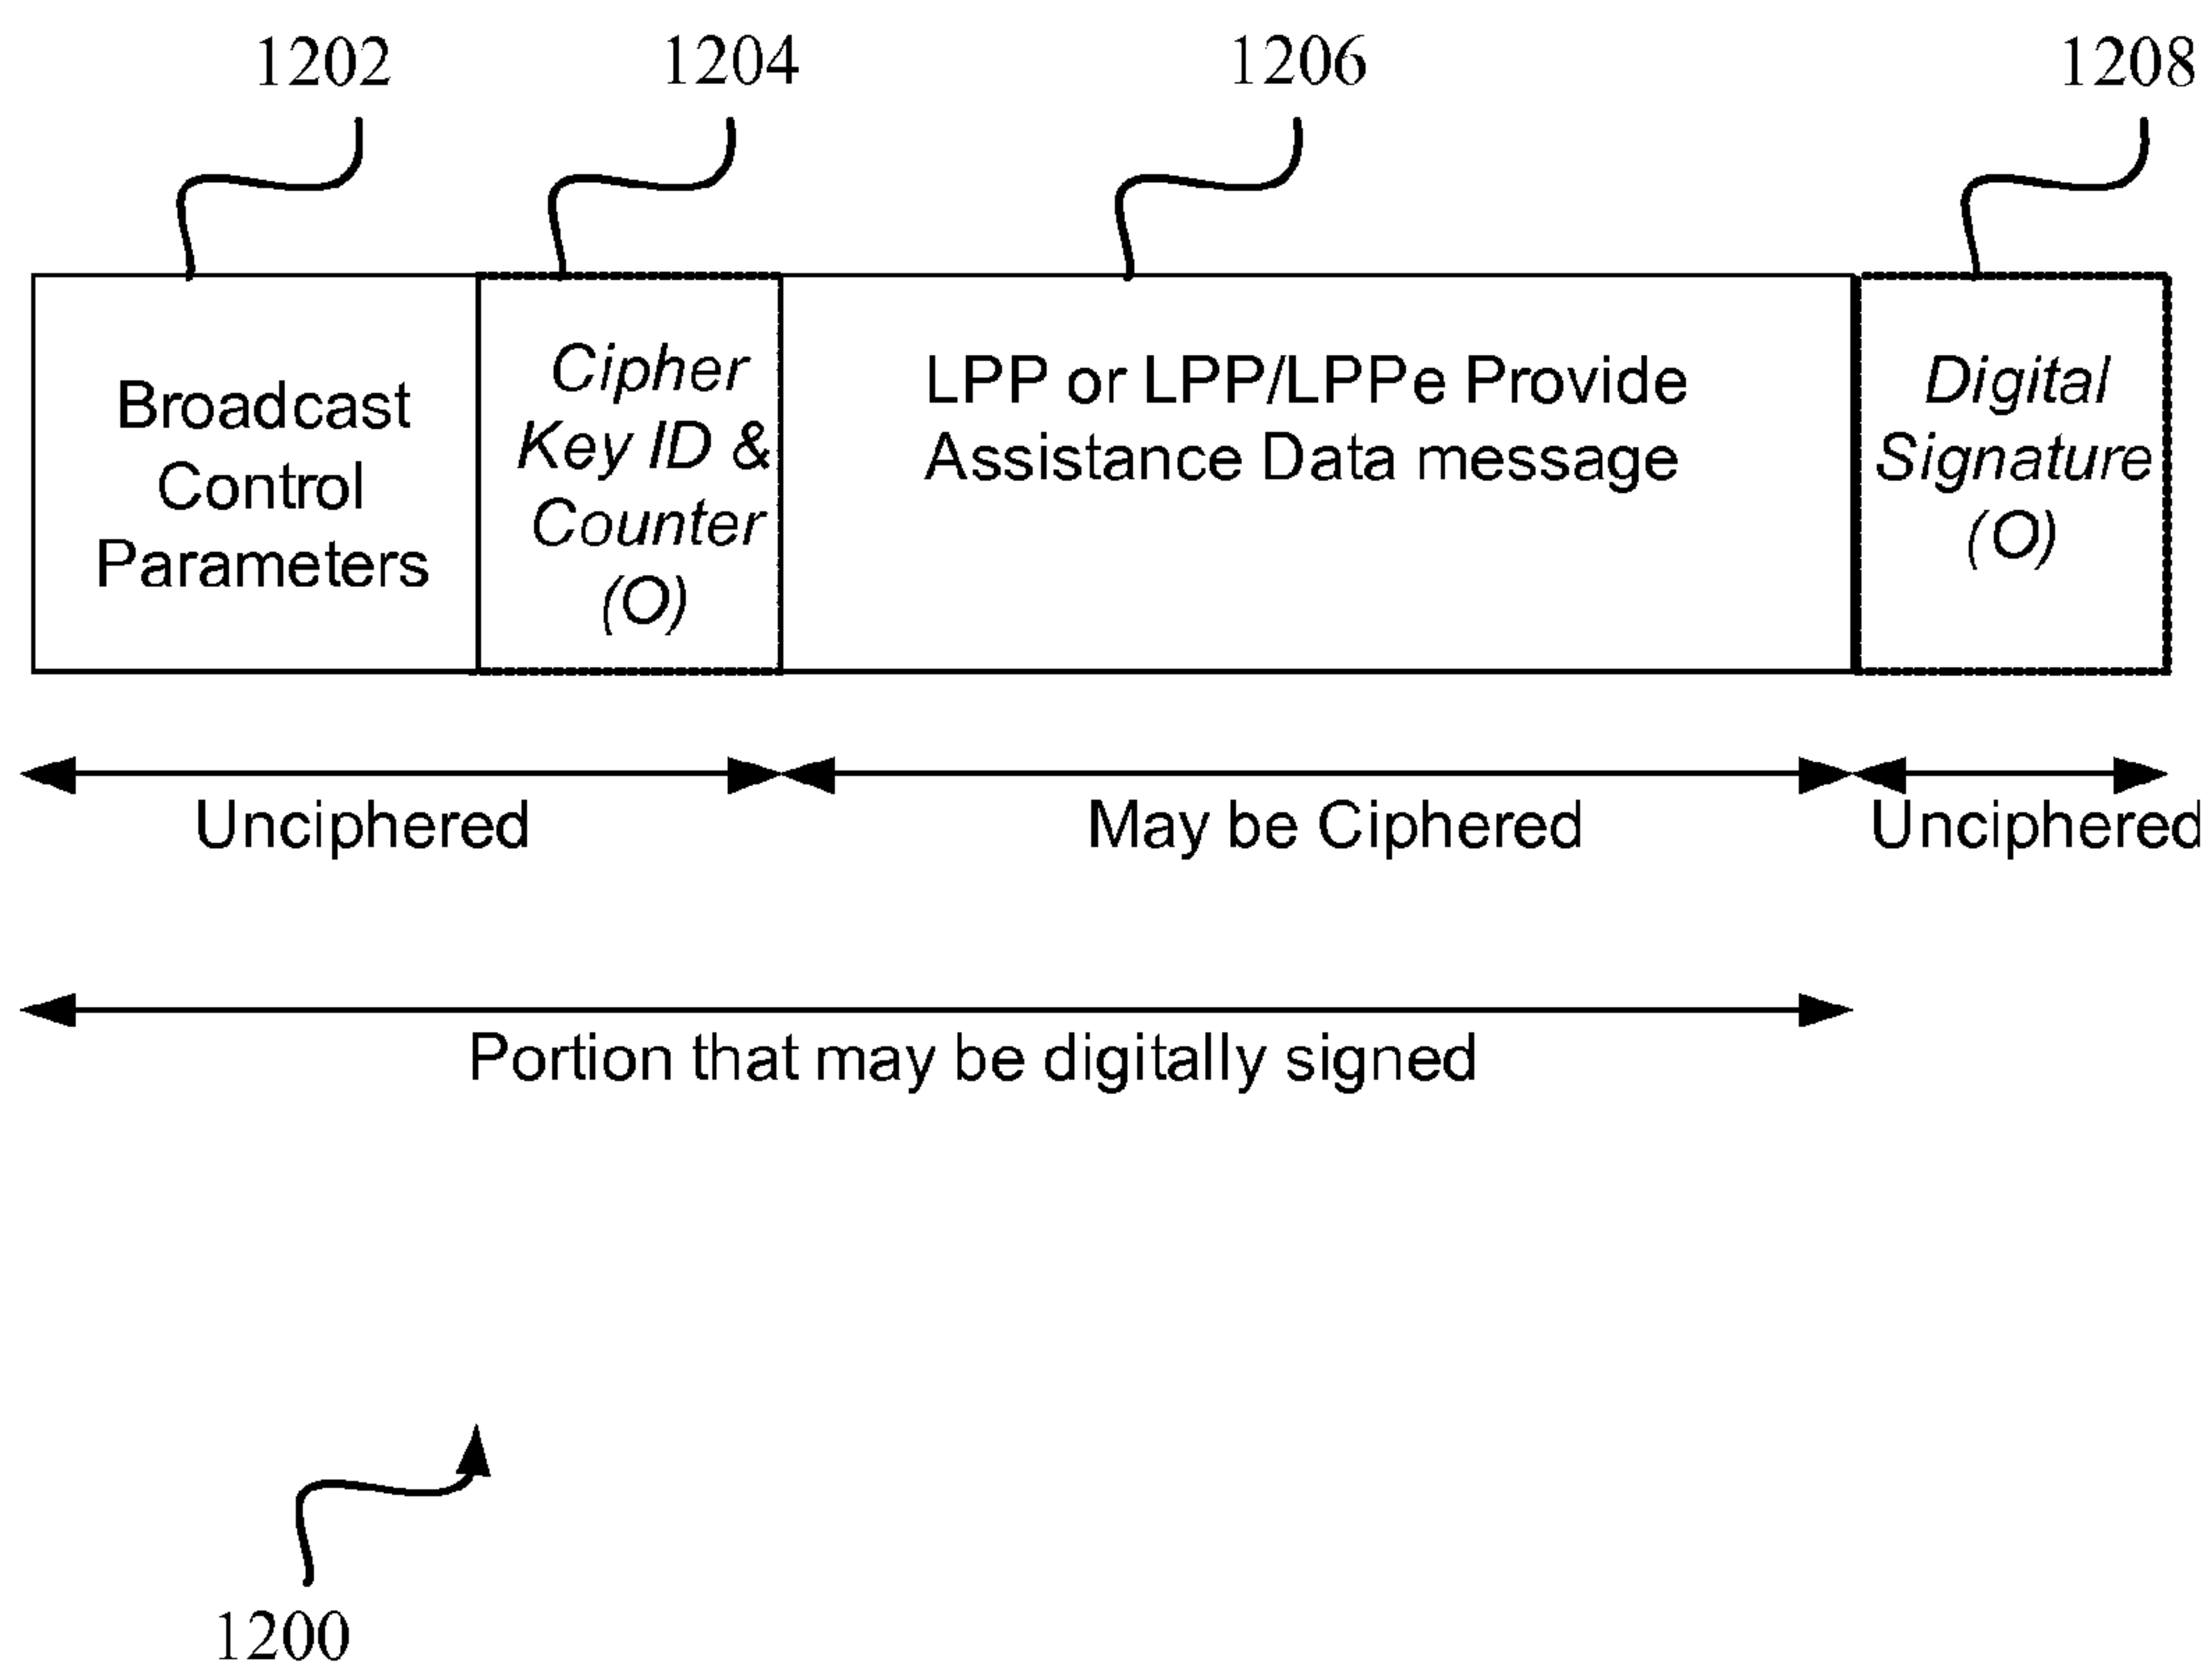 1202
1204
1206
1208
Broadcast
Control
Parameters
Cipher
Key ID &
Counter
(O)
LPP or LPP/LPPe Provide
Assistance Data message
Digital
Signature
(O)
Unciphered
May be Ciphered
Unciphered
Portion that may be digitally signed
1200